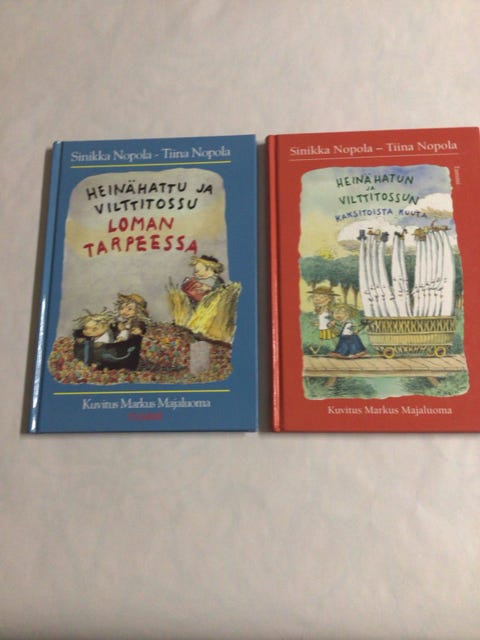 Sinikka Nopola - Tiina Nopola
HEINÄHATTU JA
VILTTITOSSU
LOMAN
TARPEESSA
Kuvitus Markus Majaluoma
Sinikka Nopola – Tiina Nopola
Tammi
HEINÄHATUN
JA
VILTTITOSSUN
KAKSITOISTA KUUTA
Kuvitus Markus Majaluoma